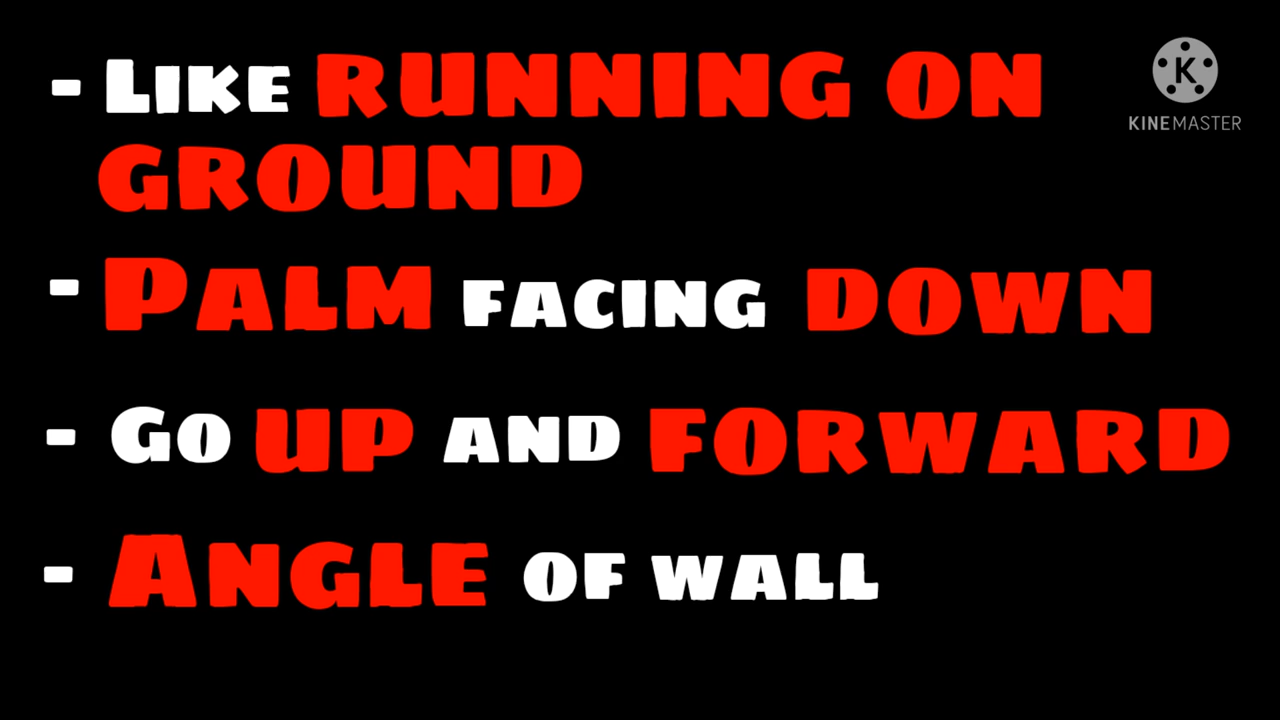 - LIKE RUNNING ON
GROUND
- PALM FACING DOWN
- GO UP AND FORWARD
- ANGLE OF WALL
K
KINEMASTER